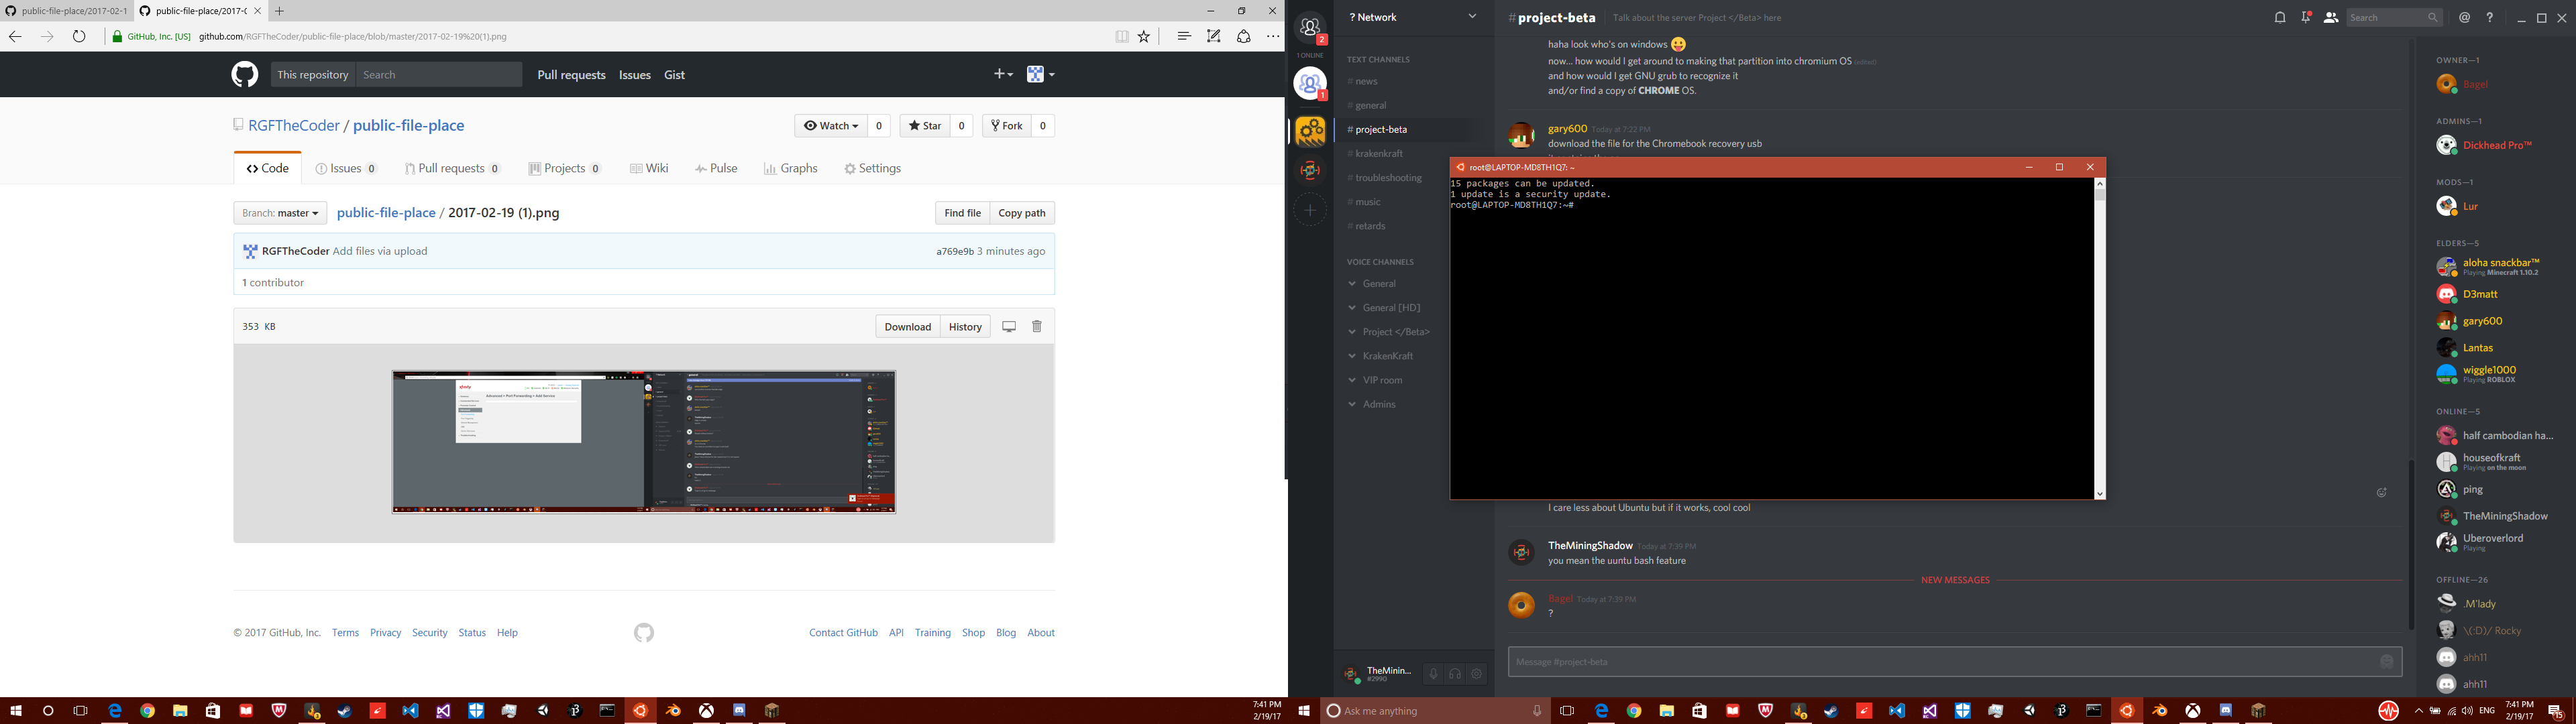 public-file-place/2017-02-1
public-file-place/2017-0
GitHub, Inc. [US]
github.com/RGFTheCoder/public-file-place/blob/master/2017-02-19%20(1).png
This repository
Search
Pull requests
Issues
Gist
RGFTheCoder / public-file-place
Watch 0
Star 0
Fork 0
Code
Issues 0
Pull requests 0
Projects 0
Wiki
Pulse
Graphs
Settings
Branch: master
public-file-place / 2017-02-19 (1).png
Find file
Copy path
RGFTheCoder Add files via upload
a769e9b 3 minutes ago
1 contributor
353 KB
Download
History
Advanced > Port Forwarding > Add Service
© 2017 GitHub, Inc.
Terms
Privacy
Security
Status
Help
Contact GitHub
API
Training
Shop
Blog
About
7:41 PM
2/19/17
2
1 ONLINE
1
? Network
TEXT CHANNELS
# news
# general
# project-beta
# krakenkraft
# troubleshooting
# music
# retards
VOICE CHANNELS
General
General [HD]
Project </Beta>
KrakenKraft
VIP room
Admins
TheMinin...
#2990
#project-beta
Talk about the server Project </Beta> here
Search
haha look who's on windows
now... how would I get around to making that partition into chromium OS (edited)
and how would I get GNU grub to recognize it
and/or find a copy of CHROME OS.
gary600 Today at 7:22 PM
download the file for the Chromebook recovery usb
root@LAPTOP-MD8TH1Q7: ~
15 packages can be updated.
1 update is a security update.
root@LAPTOP-MD8TH1Q7:~#
I care less about Ubuntu but if it works, cool cool
TheMiningShadow Today at 7:39 PM
you mean the uuntu bash feature
NEW MESSAGES
Bagel Today at 7:39 PM
?
Message #project-beta
OWNER—1
Bagel
ADMINS—1
Dickhead Pro™
MODS—1
Lur
ELDERS—5
aloha snackbar™
Playing Minecraft 1.10.2
D3matt
gary600
Lantas
wiggle1000
Playing ROBLOX
ONLINE—5
half cambodian ha...
houseofkraft
Playing on the moon
ping
TheMiningShadow
Uberoverlord
Playing
OFFLINE—26
.M'lady
\(:D)/ Rocky
ahh11
ahh11
Ask me anything
ENG
7:41 PM
2/19/17
15